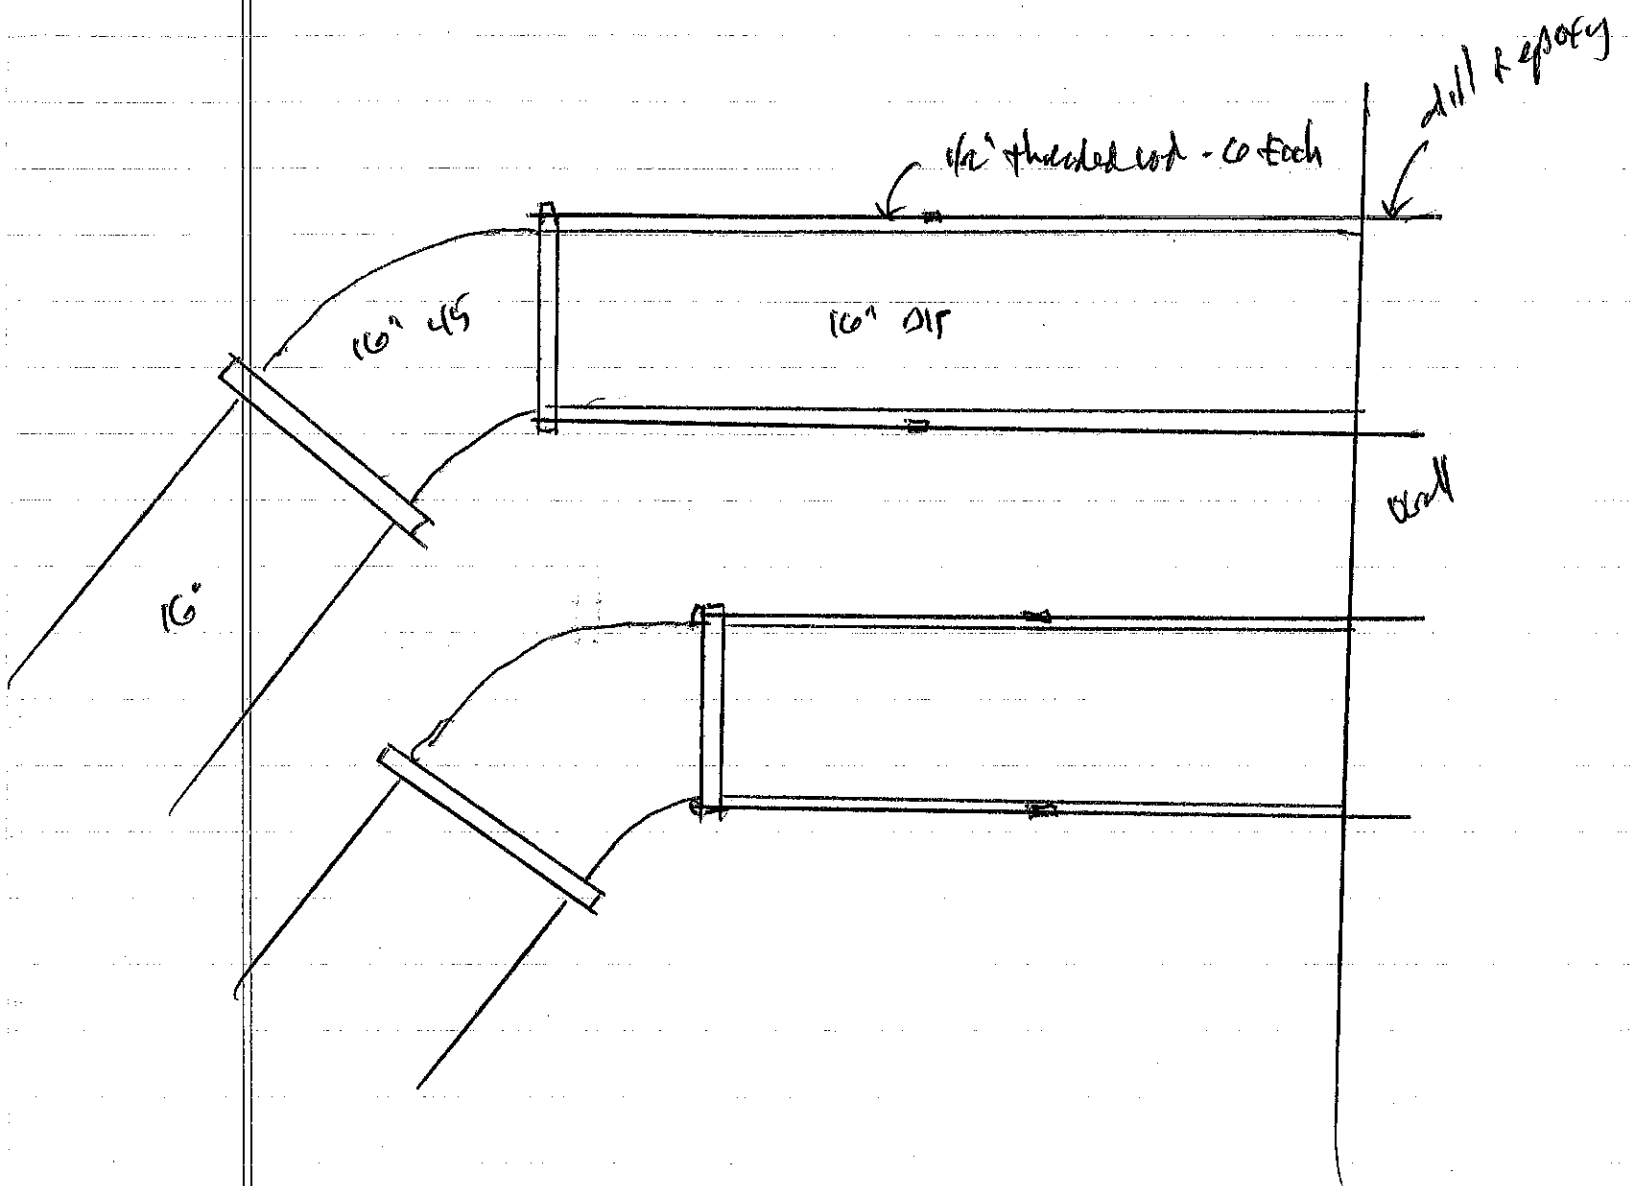 drill & epoxy
1/2" threaded rod - 6 Each
16" 45
16" DIP
wall
16"